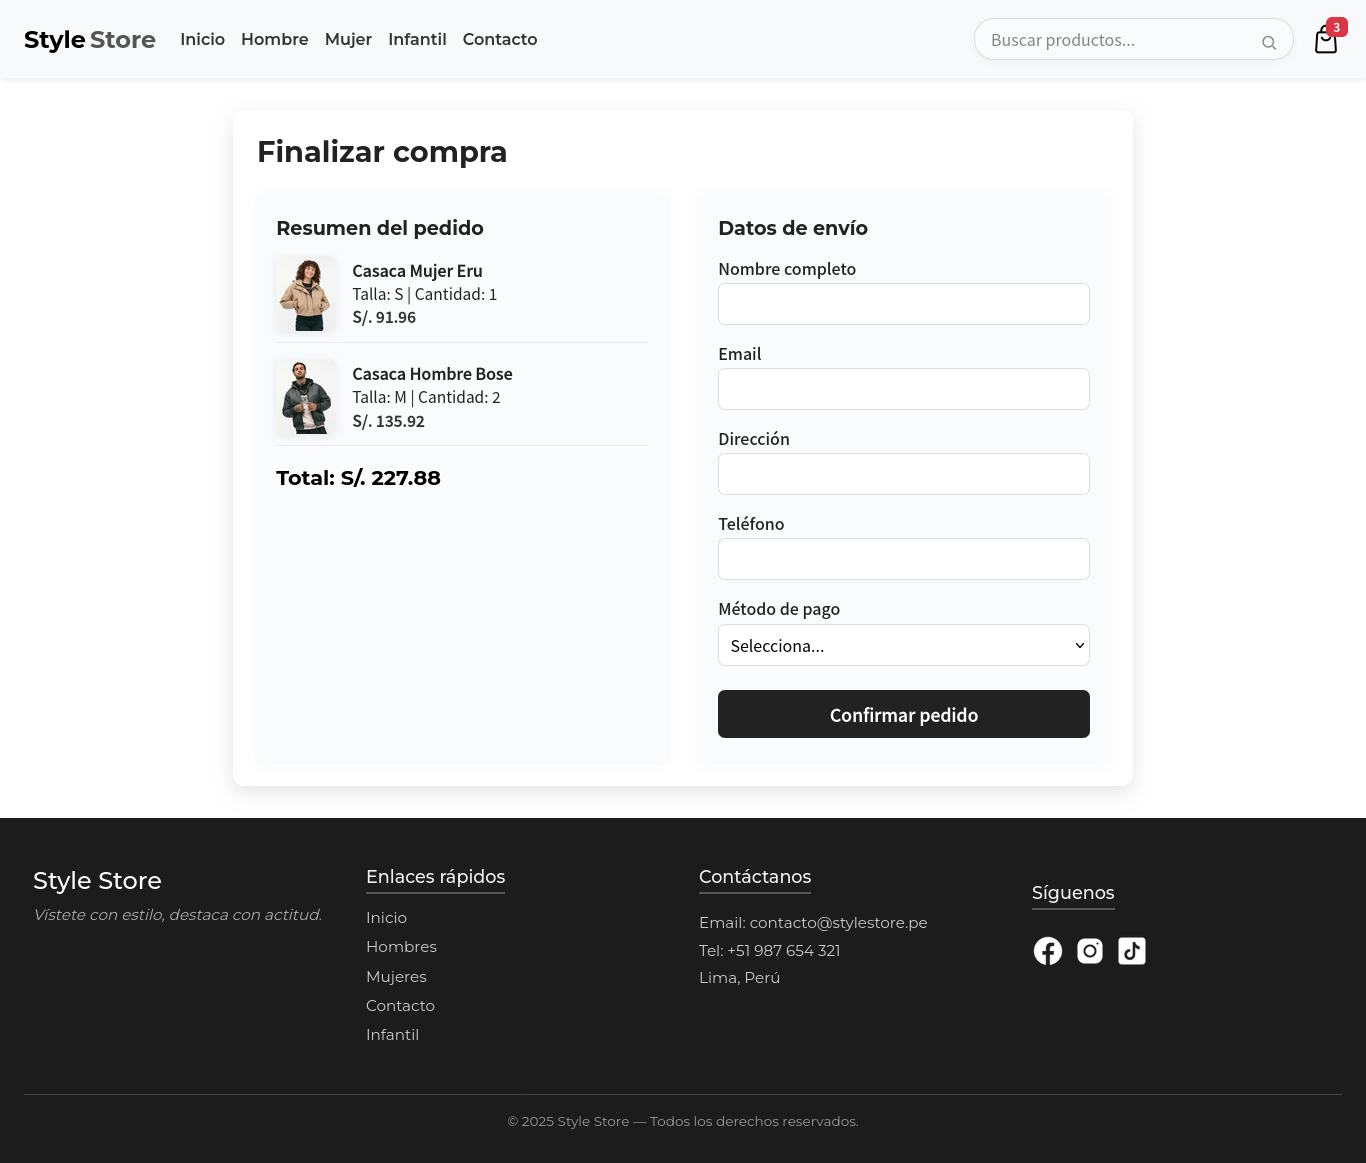 Style Store
Inicio
Hombre
Mujer
Infantil
Contacto
Buscar productos...
3
Finalizar compra
Resumen del pedido
Casaca Mujer Eru
Talla: S | Cantidad: 1
S/. 91.96
Casaca Hombre Bose
Talla: M | Cantidad: 2
S/. 135.92
Total: S/. 227.88
Datos de envío
Nombre completo
Email
Dirección
Teléfono
Método de pago
Selecciona...
Confirmar pedido
Style Store
Vístete con estilo, destaca con actitud.
Enlaces rápidos
Inicio
Hombres
Mujeres
Contacto
Infantil
Contáctanos
Email: contacto@stylestore.pe
Tel: +51 987 654 321
Lima, Perú
Síguenos
© 2025 Style Store — Todos los derechos reservados.